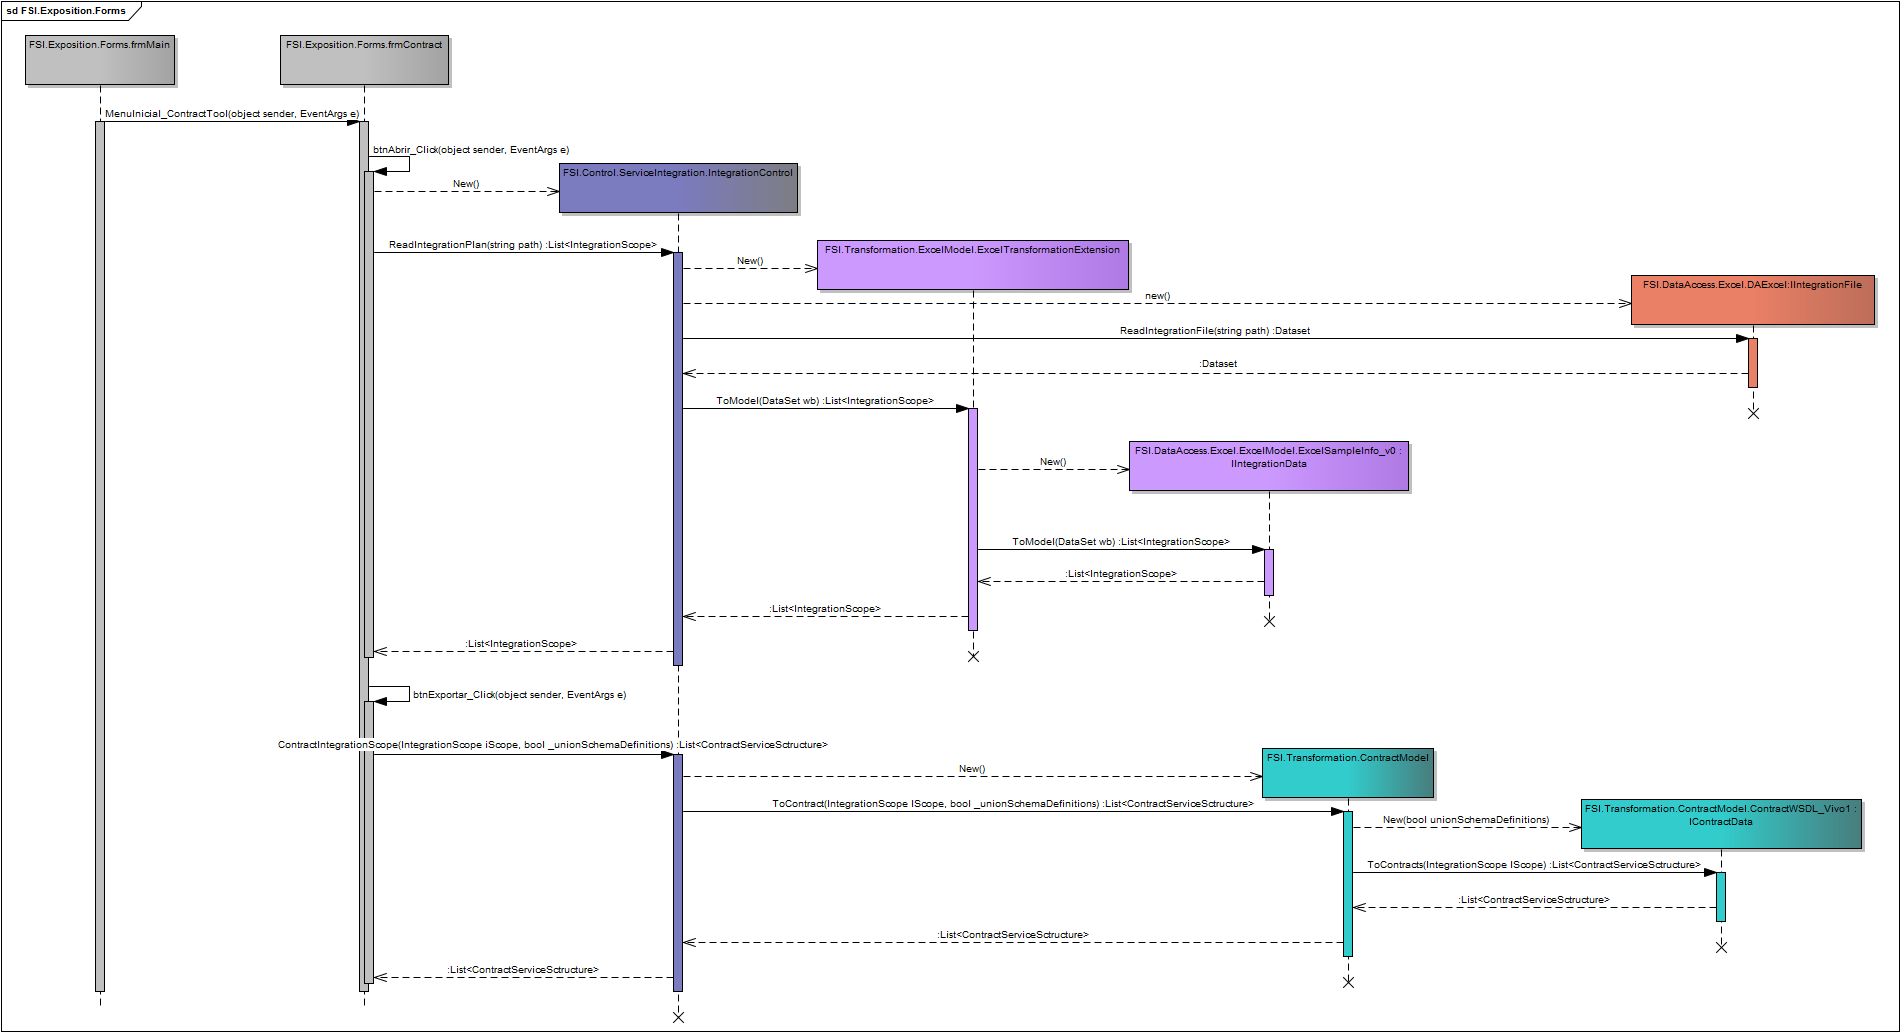 sd FSI.Exposition.Forms
FSI.Exposition.Forms.frmMain
FSI.Exposition.Forms.frmContract
MenuInicial_ContractTool(object sender, EventArgs e)
btnAbrir_Click(object sender, EventArgs e)
New()
FSI.Control.ServiceIntegration.IntegrationControl
ReadIntegrationPlan(string path) :List<IntegrationScope>
New()
FSI.Transformation.ExcelModel.ExcelTransformationExtension
new()
FSI.DataAccess.Excel.DAExcel:IIntegrationFile
ReadIntegrationFile(string path) :Dataset
:Dataset
ToModel(DataSet wb) :List<IntegrationScope>
New()
FSI.DataAccess.Excel.ExcelModel.ExcelSampleInfo_v0 :
IIntegrationData
ToModel(DataSet wb) :List<IntegrationScope>
:List<IntegrationScope>
:List<IntegrationScope>
:List<IntegrationScope>
btnExportar_Click(object sender, EventArgs e)
ContractIntegrationScope(IntegrationScope iScope, bool _unionSchemaDefinitions) :List<ContractServiceSctructure>
New()
FSI.Transformation.ContractModel
ToContract(IntegrationScope IScope, bool _unionSchemaDefinitions) :List<ContractServiceSctructure>
New(bool unionSchemaDefinitions)
FSI.Transformation.ContractModel.ContractWSDL_Vivo1 :
IContractData
ToContracts(IntegrationScope IScope) :List<ContractServiceSctructure>
:List<ContractServiceSctructure>
:List<ContractServiceSctructure>
:List<ContractServiceSctructure>